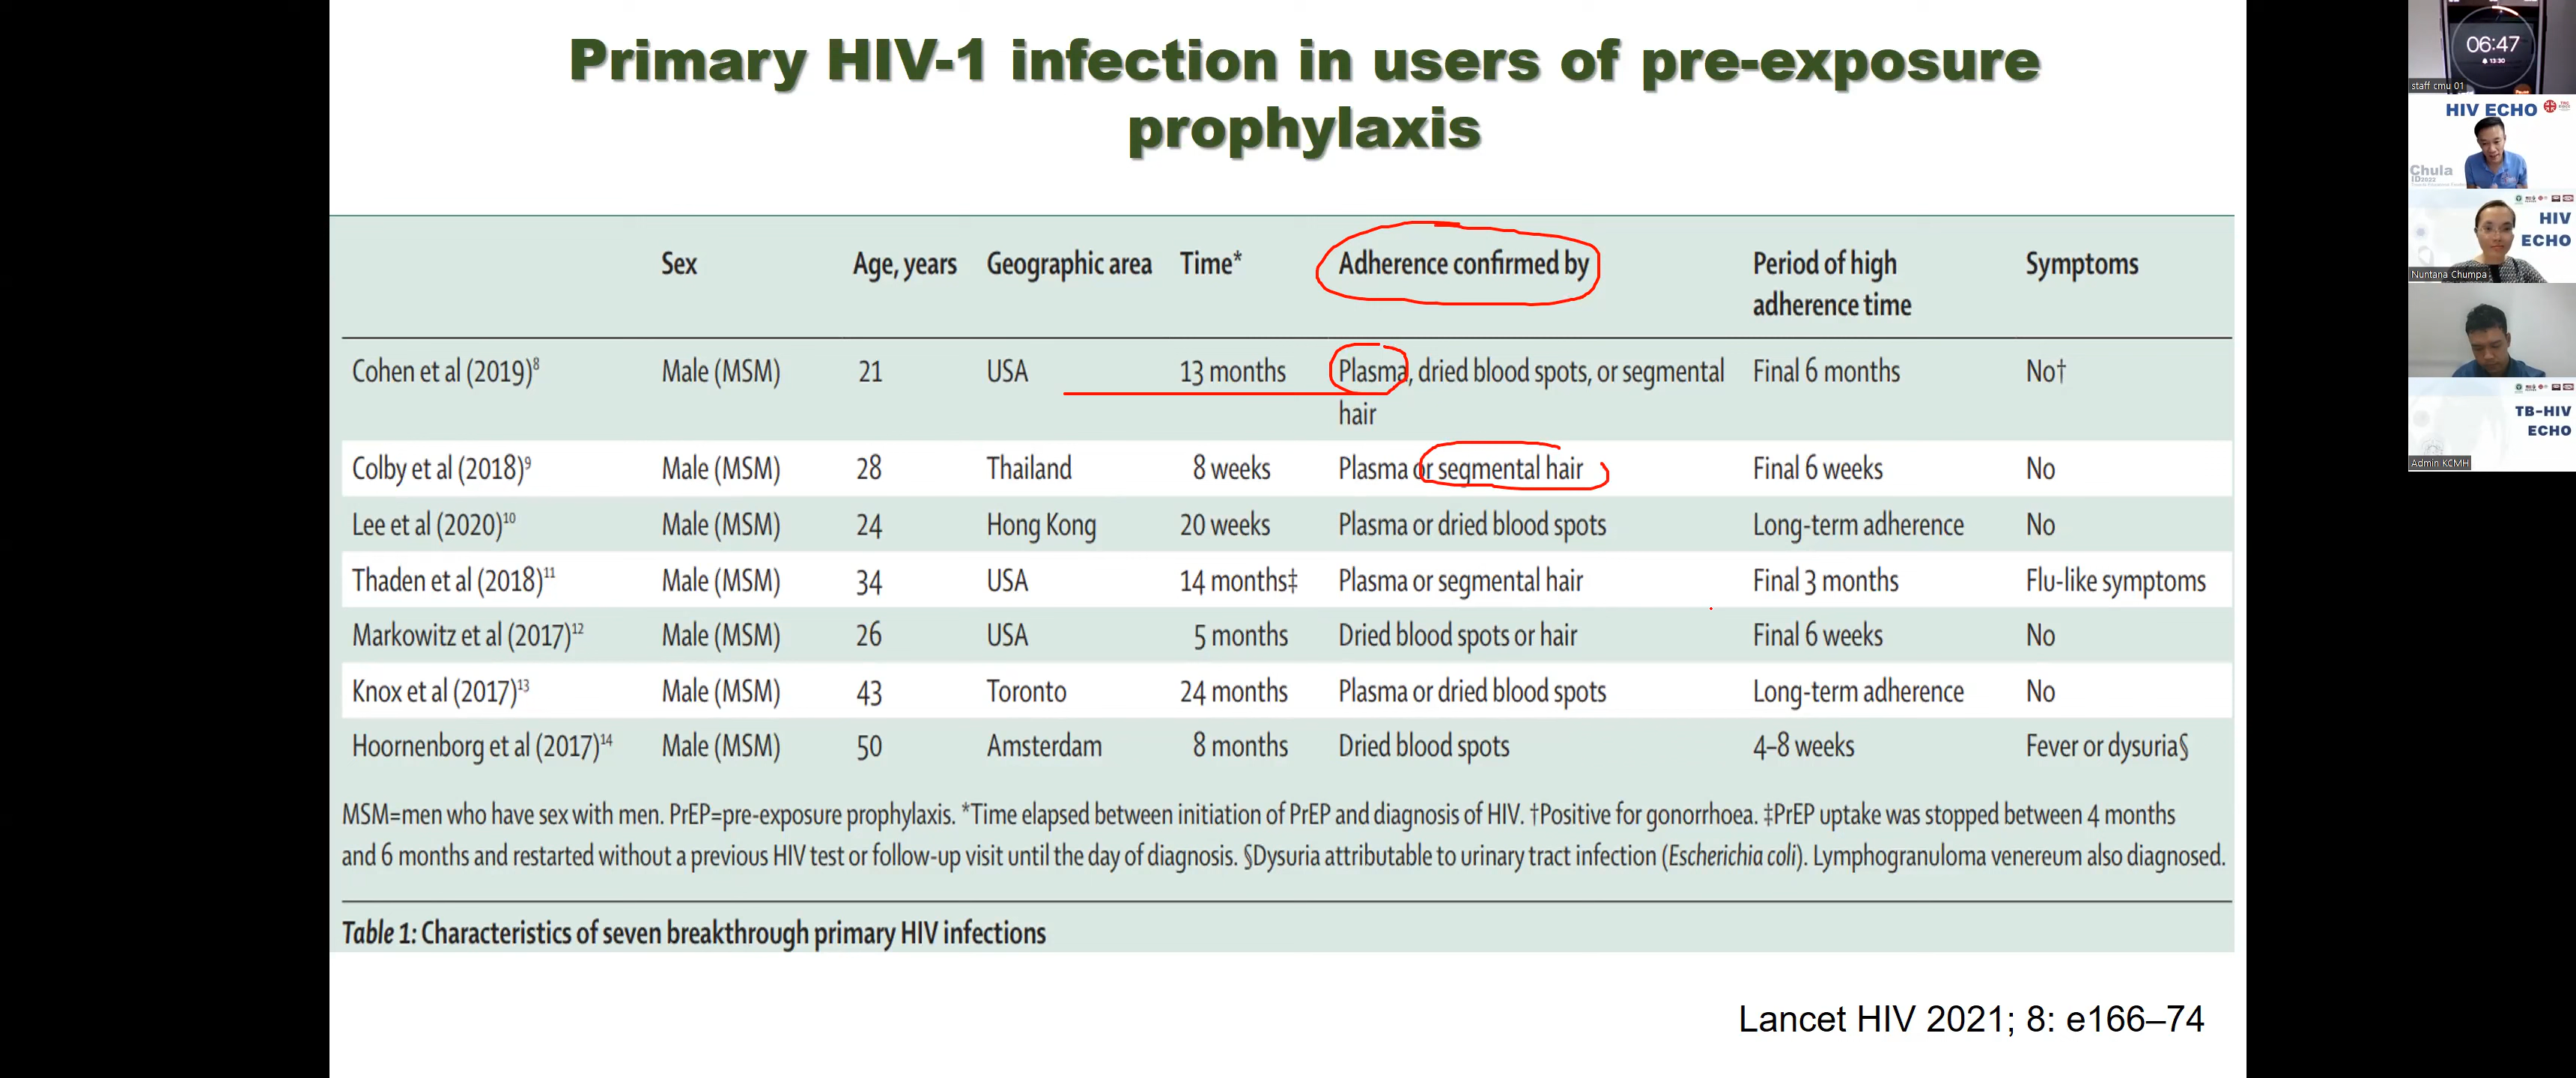 Primary HIV-1 infection in users of pre-exposure
prophylaxis
Sex Age, years Geographic area Time* Adherence confirmed by Period of high adherence time Symptoms
Cohen et al (2019)8 Male (MSM) 21 USA 13 months Plasma, dried blood spots, or segmental hair Final 6 months No†
Colby et al (2018)9 Male (MSM) 28 Thailand 8 weeks Plasma or segmental hair Final 6 weeks No
Lee et al (2020)10 Male (MSM) 24 Hong Kong 20 weeks Plasma or dried blood spots Long-term adherence No
Thaden et al (2018)11 Male (MSM) 34 USA 14 months‡ Plasma or segmental hair Final 3 months Flu-like symptoms
Markowitz et al (2017)12 Male (MSM) 26 USA 5 months Dried blood spots or hair Final 6 weeks No
Knox et al (2017)13 Male (MSM) 43 Toronto 24 months Plasma or dried blood spots Long-term adherence No
Hoornenborg et al (2017)14 Male (MSM) 50 Amsterdam 8 months Dried blood spots 4–8 weeks Fever or dysuria§
MSM=men who have sex with men. PrEP=pre-exposure prophylaxis. *Time elapsed between initiation of PrEP and diagnosis of HIV. †Positive for gonorrhoea. ‡PrEP uptake was stopped between 4 months
and 6 months and restarted without a previous HIV test or follow-up visit until the day of diagnosis. §Dysuria attributable to urinary tract infection (Escherichia coli). Lymphogranuloma venereum also diagnosed.
Table 1: Characteristics of seven breakthrough primary HIV infections
Lancet HIV 2021; 8: e166–74
06:47
13:30
staff cmu 01
HIV ECHO
Chula
ID2022
HIV
ECHO
Nuntana Chumpa
TB-HIV
ECHO
Admin KCMH